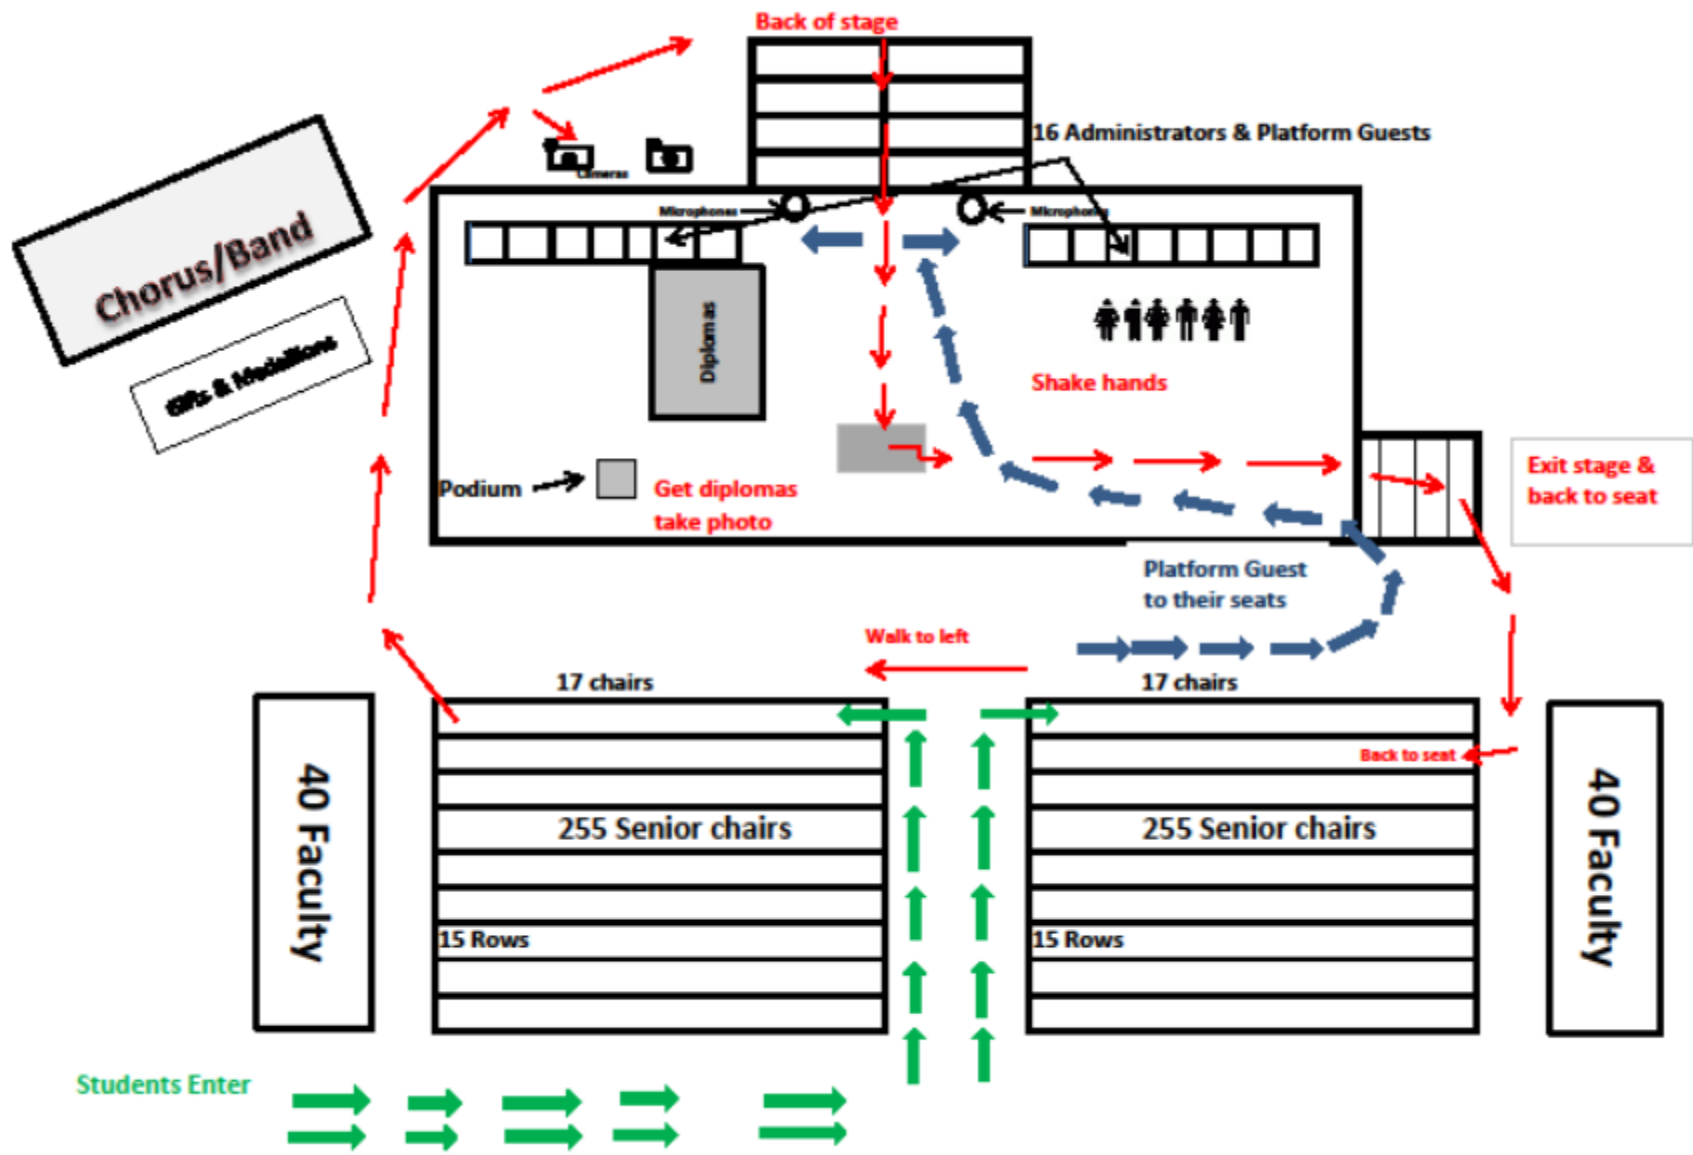 Back of stage
16 Administrators & Platform Guests
Cameras
Microphones
Microphones
Chorus/Band
Gifts & Medallions
Diplomas
Shake hands
Podium
Get diplomas
take photo
Exit stage &
back to seat
Platform Guest
to their seats
Walk to left
17 chairs
17 chairs
Back to seat
40 Faculty
255 Senior chairs
255 Senior chairs
40 Faculty
15 Rows
15 Rows
Students Enter